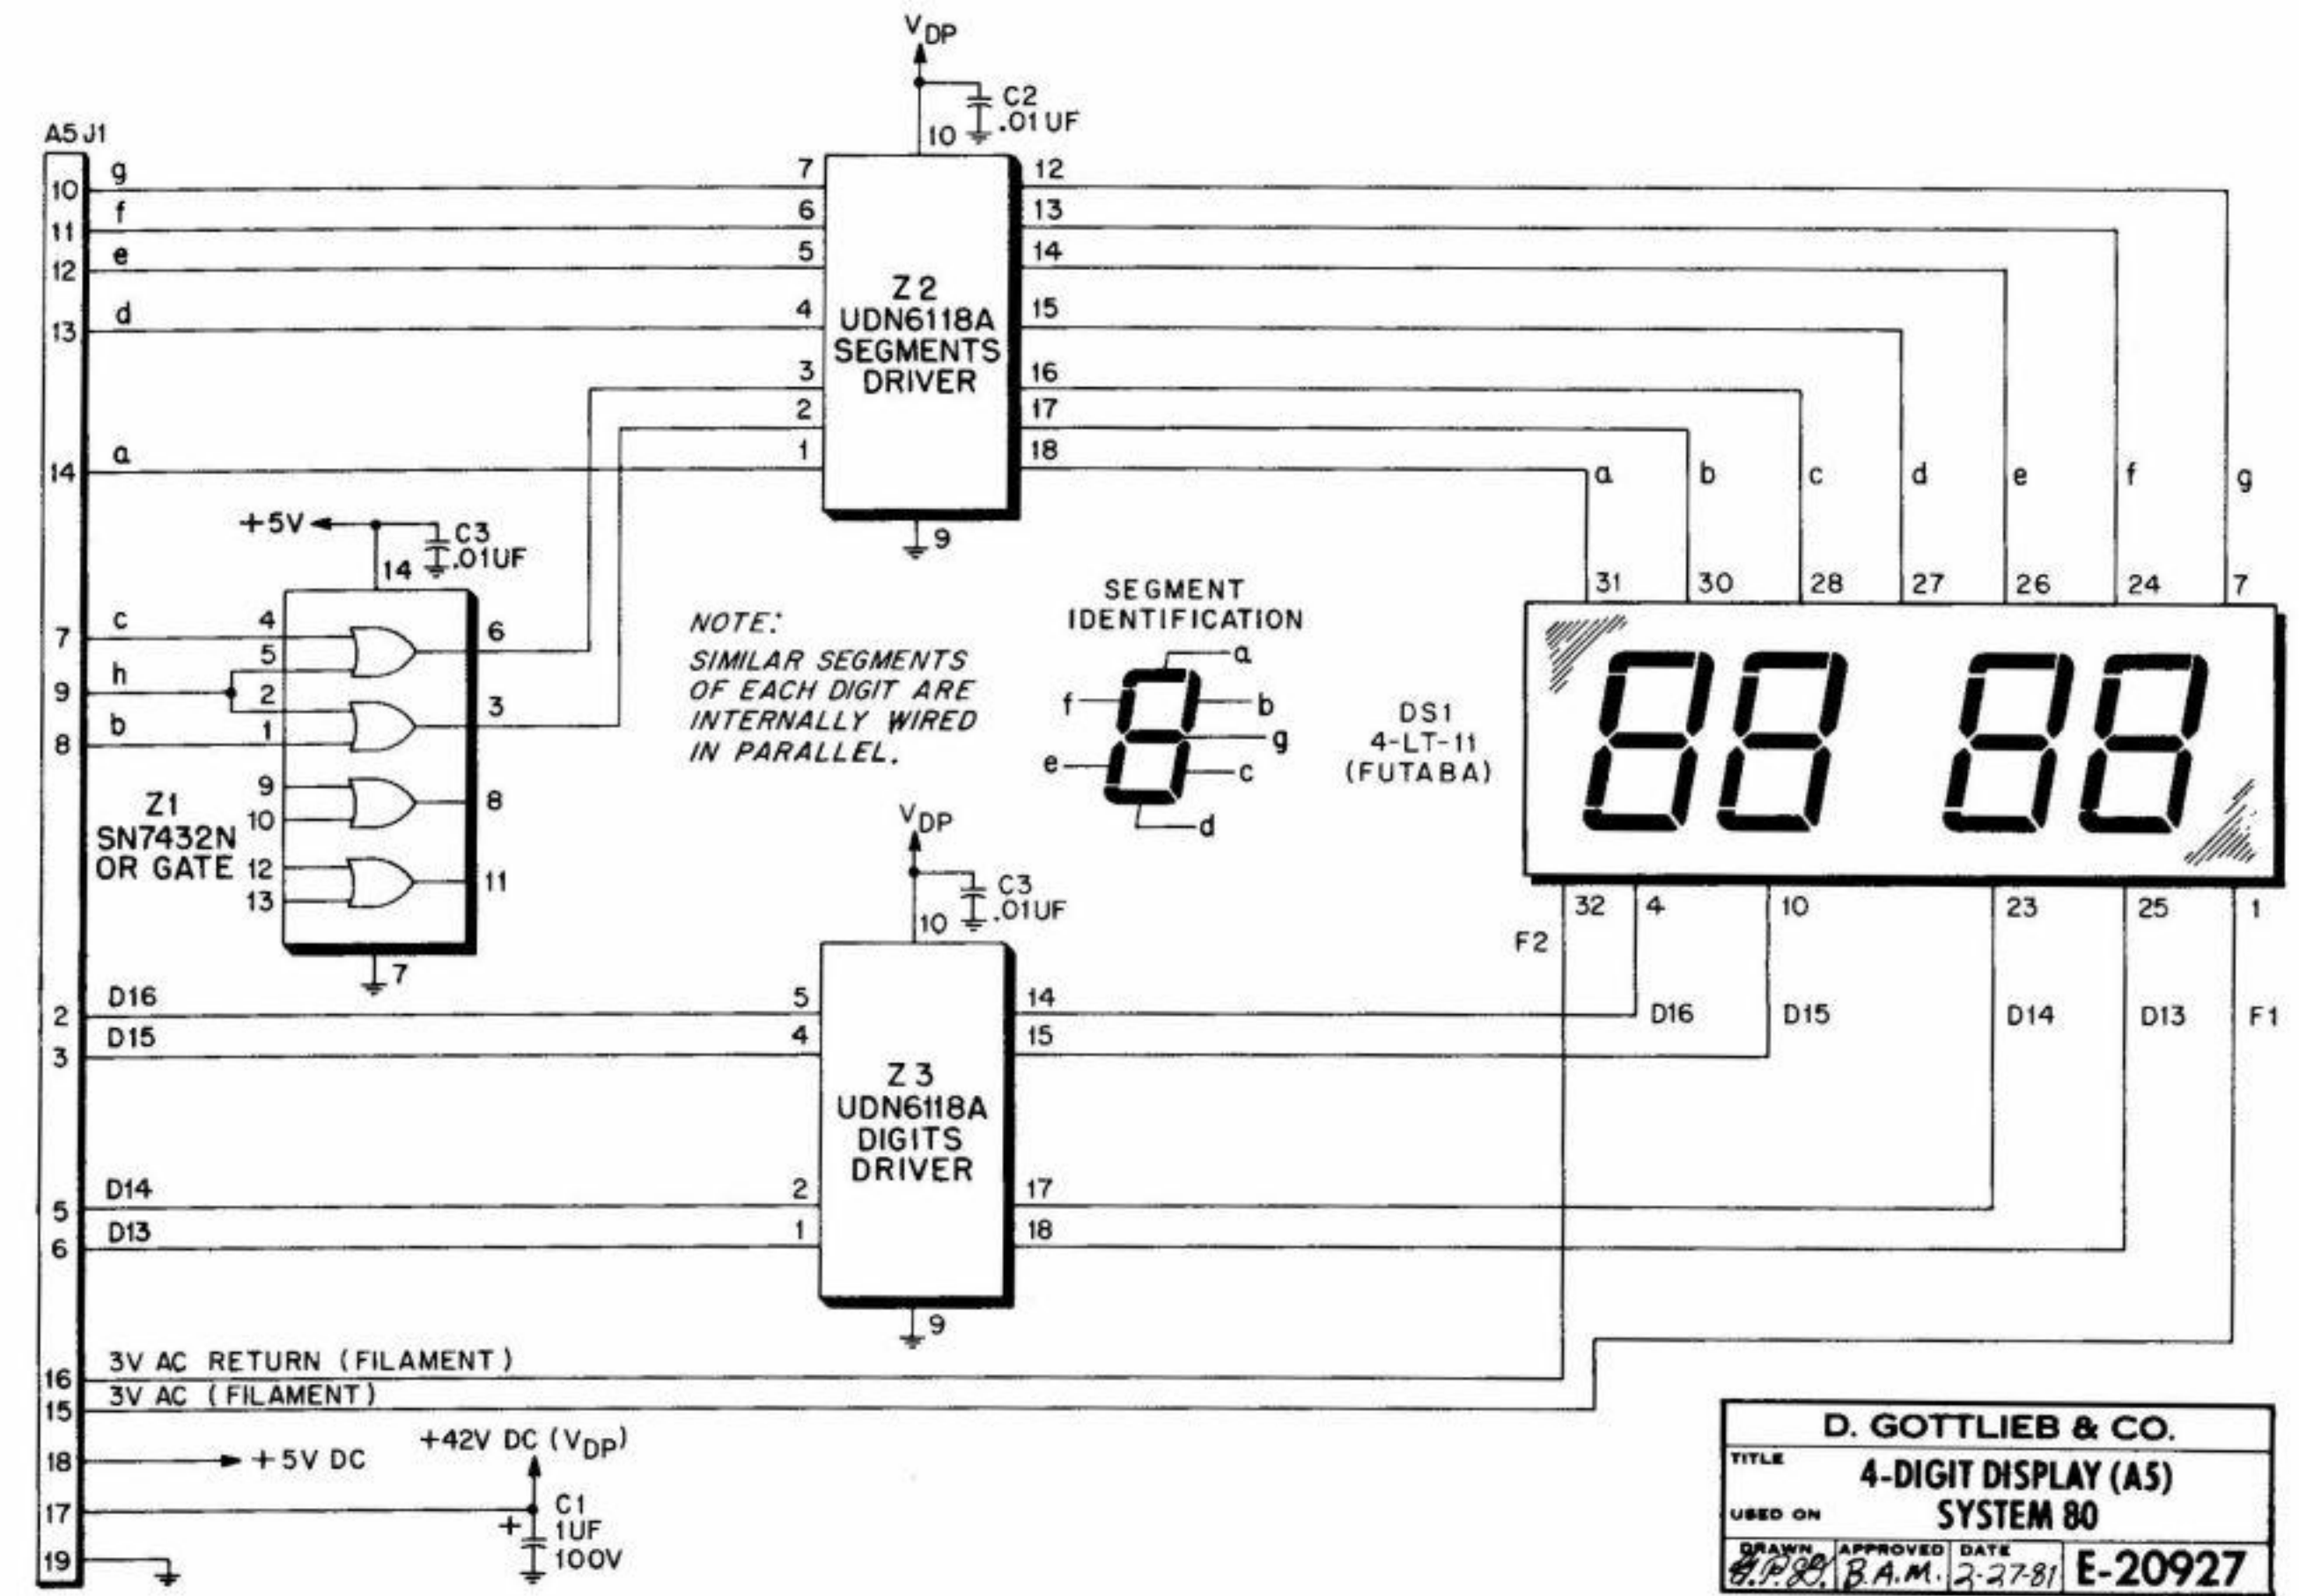 V DP
C2
.01UF
10
A5J1
10 g 7 12
11 f 6 13
12 e 5 14
13 d 4 15
Z2
UDN6118A
SEGMENTS
DRIVER
3 16
2 17
14 a 1 18
a b c d e f g
+5V
C3
.01UF
14
9
31 30 28 27 26 24 7
7 c 4 6
5
9 h 2 3
8 b 1
9 8
10
12 11
13
Z1
SN7432N
OR GATE
7
NOTE:
SIMILAR SEGMENTS
OF EACH DIGIT ARE
INTERNALLY WIRED
IN PARALLEL.
SEGMENT
IDENTIFICATION
a
f b
g
e c
d
DS1
4-LT-11
(FUTABA)
88 88
32 4 10 23 25 1
F2 D16 D15 D14 D13 F1
V DP
C3
.01UF
10
2 D16 5 14
3 D15 4 15
Z3
UDN6118A
DIGITS
DRIVER
5 D14 2 17
6 D13 1 18
9
16 3V AC RETURN (FILAMENT)
15 3V AC (FILAMENT)
18 +5V DC
+42V DC (VDP)
17
+
C1
1UF
100V
19
D. GOTTLIEB & CO.
TITLE
4-DIGIT DISPLAY (A5)
USED ON
SYSTEM 80
DRAWN APPROVED DATE
B.A.M. 2-27-81 E-20927